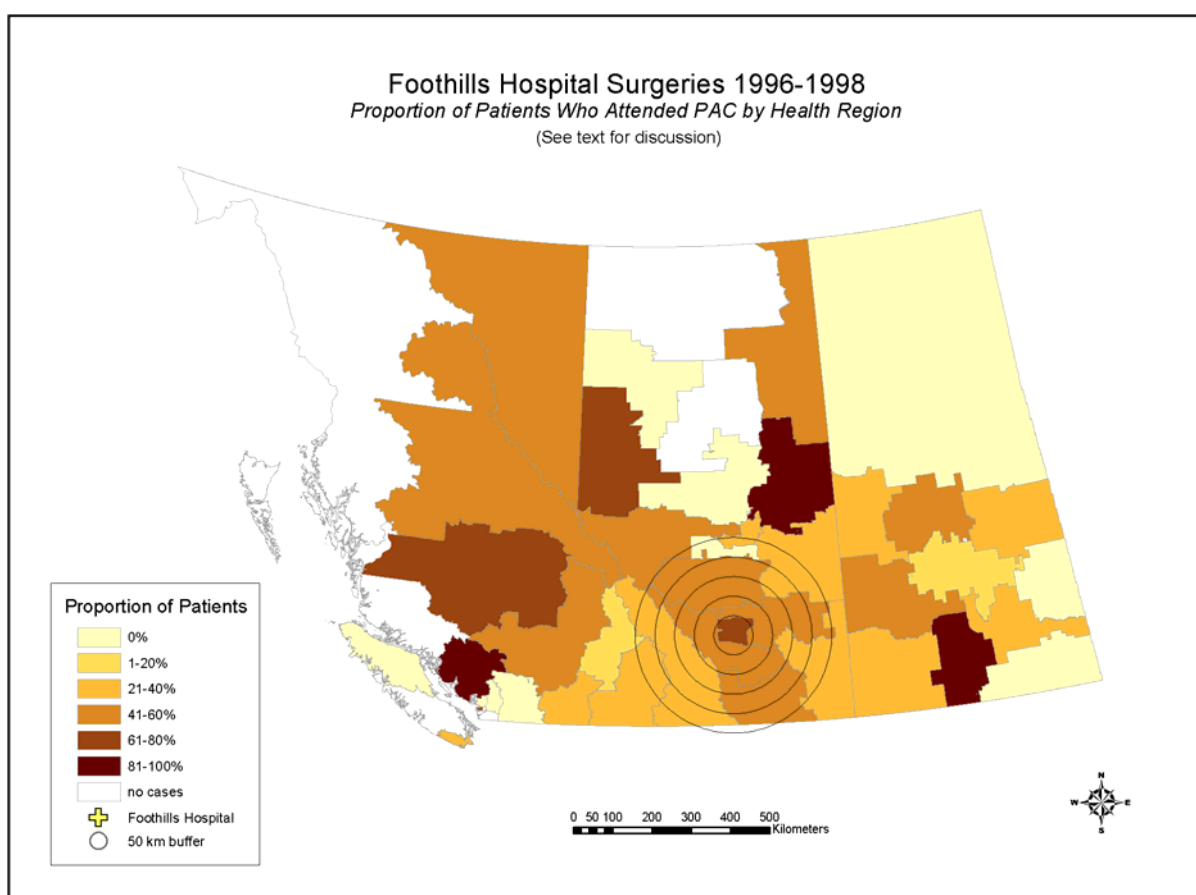 Foothills Hospital Surgeries 1996-1998
Proportion of Patients Who Attended PAC by Health Region
(See text for discussion)
Proportion of Patients
0%
1-20%
21-40%
41-60%
61-80%
81-100%
no cases
Foothills Hospital
50 km buffer
0 50 100 200 300 400 500
Kilometers
N
W E
S